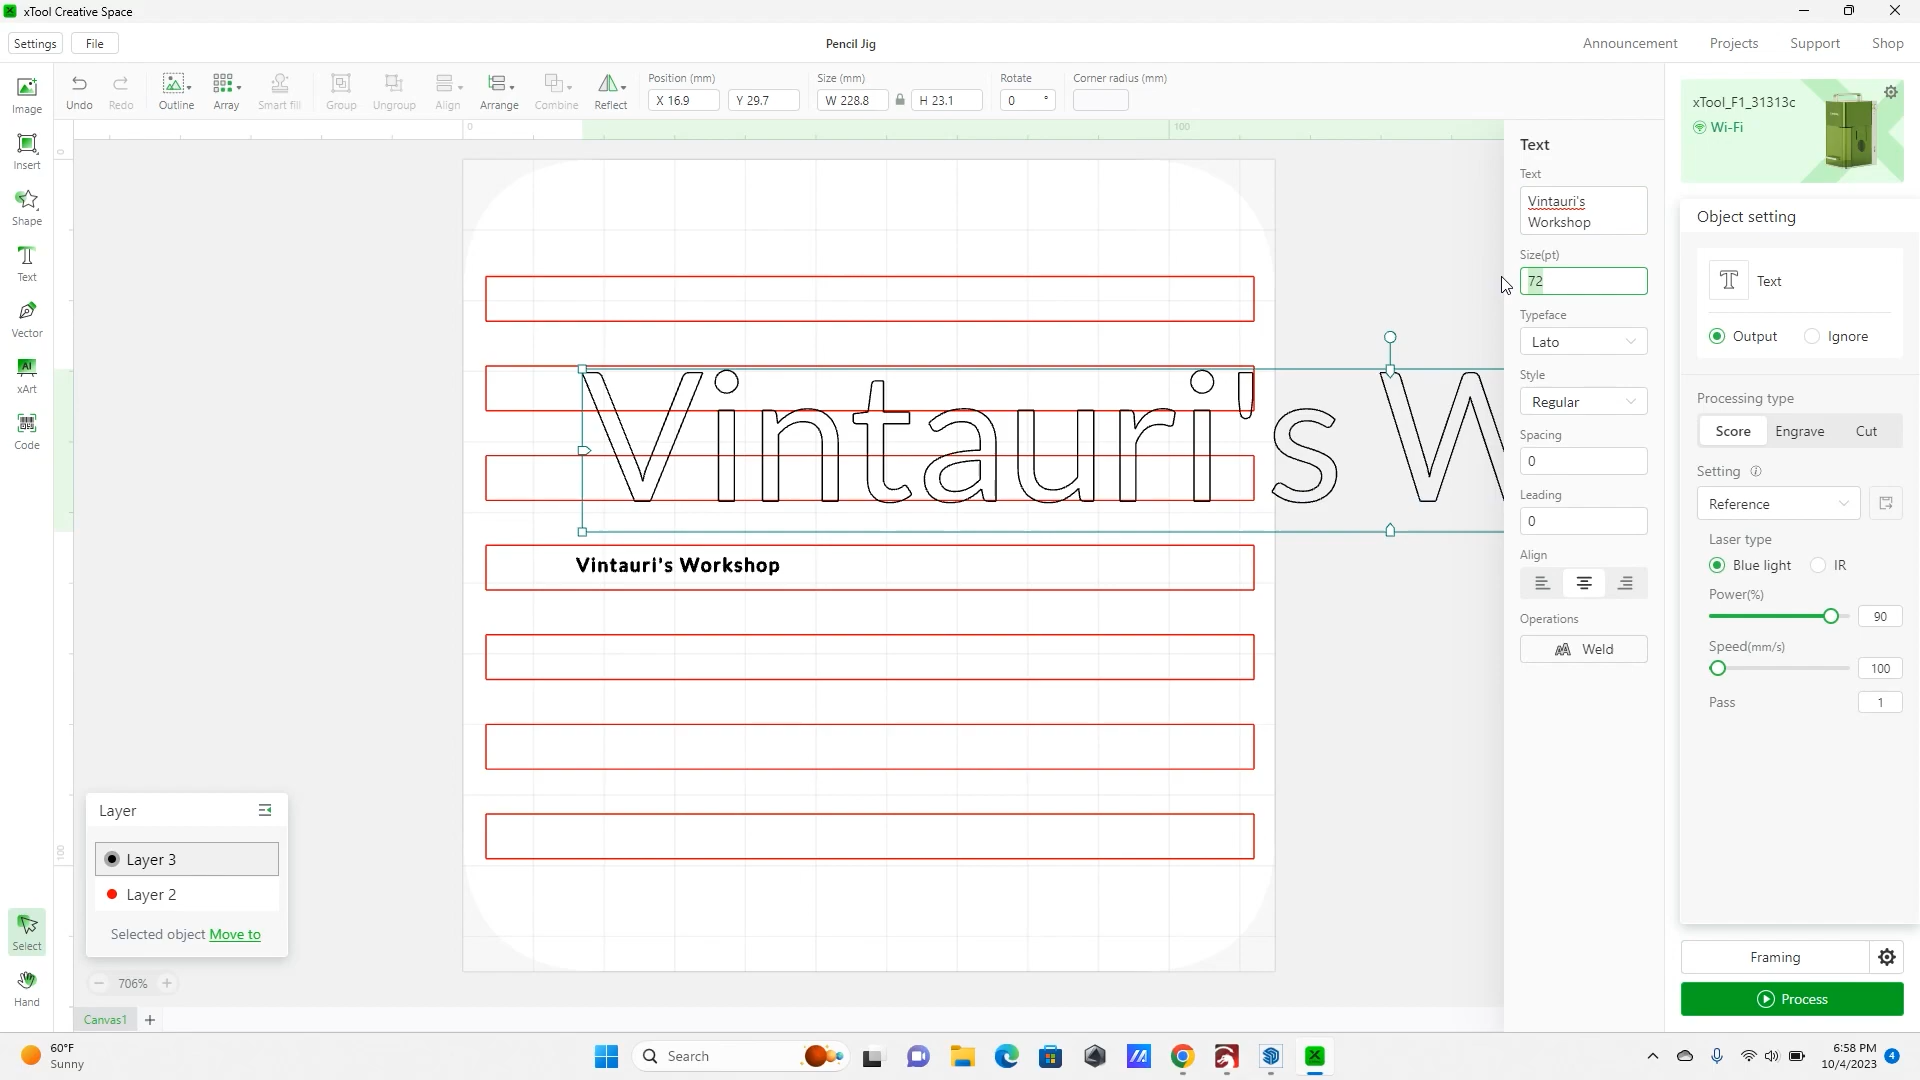 xTool Creative Space
Settings
File
Pencil Jig
Announcement
Projects
Support
Shop
Image
Insert
Shape
Text
Vector
AI
xArt
Code
Select
Hand
Undo
Redo
Outline
Array
Smart fill
Group
Ungroup
Align
Arrange
Combine
Reflect
Position (mm)
X 16.9
Y 29.7
Size (mm)
W 228.8
H 23.1
Rotate
0 °
Corner radius (mm)
0
100
0
100
Vintauri's W
Vintauri's Workshop
Layer
Layer 3
Layer 2
Selected object Move to
706%
Canvas1
Text
Text
Vintauri's
Workshop
Size(pt)
72
Typeface
Lato
Style
Regular
Spacing
0
Leading
0
Align
Operations
Weld
xTool_F1_31313c
Wi-Fi
Object setting
Text
Output
Ignore
Processing type
Score
Engrave
Cut
Setting
Reference
Laser type
Blue light
IR
Power(%)
90
Speed(mm/s)
100
Pass
1
Framing
Process
60°F
Sunny
Search
6:58 PM
10/4/2023
4